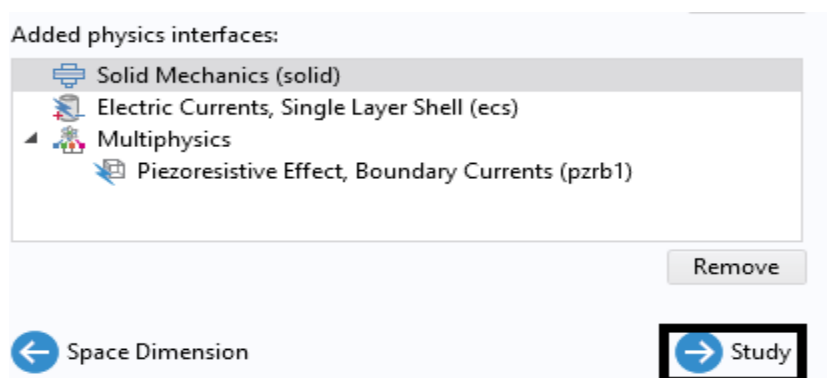 Added physics interfaces:
Solid Mechanics (solid)
Electric Currents, Single Layer Shell (ecs)
Multiphysics
Piezoresistive Effect, Boundary Currents (pzrb1)
Remove
Space Dimension
Study